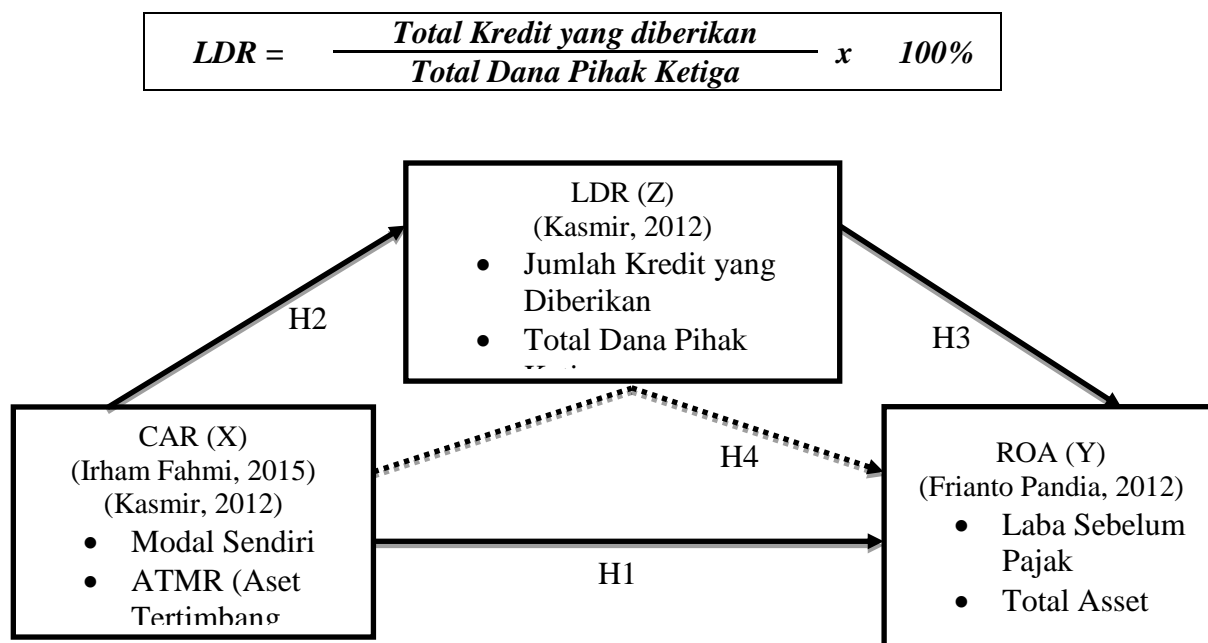 LDR = Total Kredit yang diberikan x 100%
Total Dana Pihak Ketiga
LDR (Z)
(Kasmir, 2012)
• Jumlah Kredit yang
Diberikan
• Total Dana Pihak
H2
H3
CAR (X)
(Irham Fahmi, 2015)
(Kasmir, 2012)
• Modal Sendiri
• ATMR (Aset
Tertimbang
H4
H1
ROA (Y)
(Frianto Pandia, 2012)
• Laba Sebelum
Pajak
• Total Asset